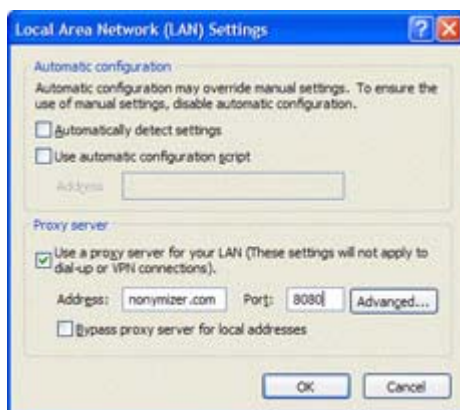 Local Area Network (LAN) Settings
Automatic configuration
Automatic configuration may override manual settings. To ensure the
use of manual settings, disable automatic configuration.
Automatically detect settings
Use automatic configuration script
Address
Proxy server
Use a proxy server for your LAN (These settings will not apply to
dial-up or VPN connections).
Address: nonymizer.com Port: 8080 Advanced...
Bypass proxy server for local addresses
OK Cancel